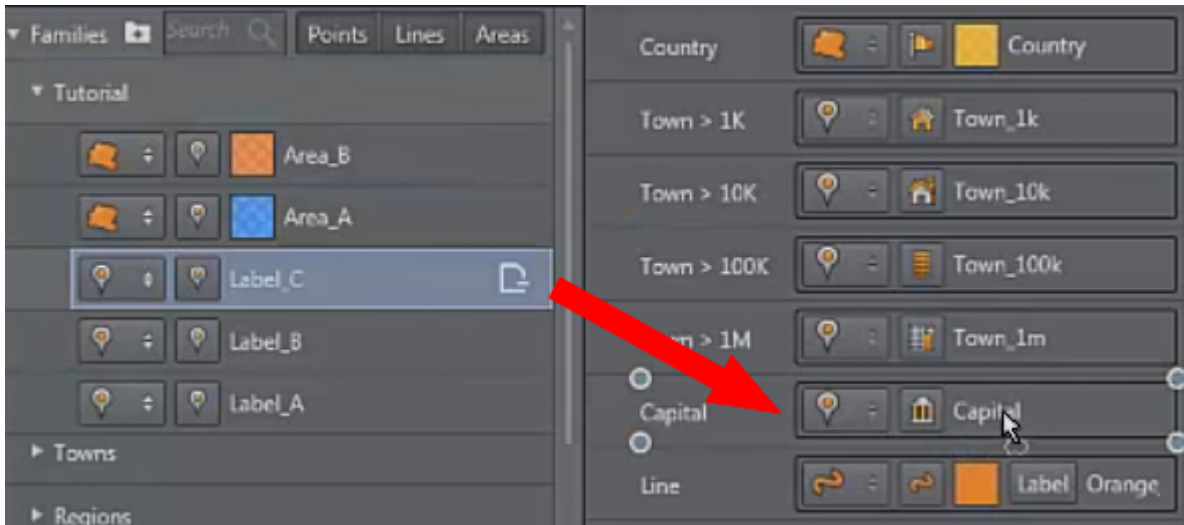 Families Search Points Lines Areas
Tutorial
Area_B
Area_A
Label_C
Label_B
Label_A
Towns
Regions
Country Country
Town > 1K Town_1k
Town > 10K Town_10k
Town > 100K Town_100k
Town > 1M Town_1m
Capital Capital
Line Label Orange